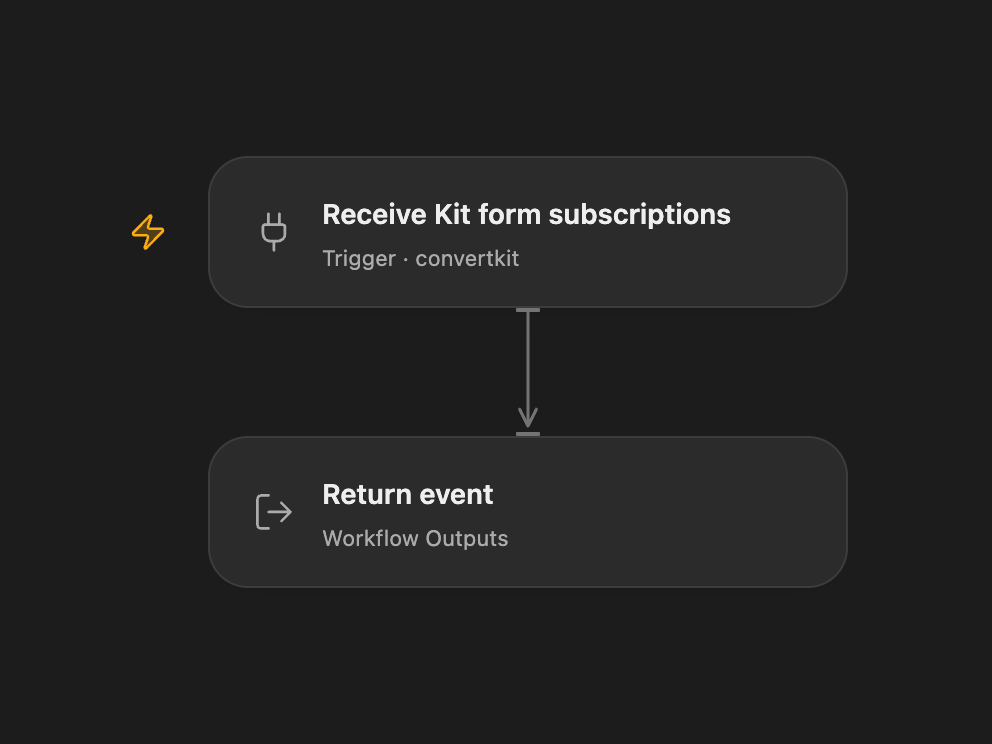 Receive Kit form subscriptions
Trigger · convertkit
Return event
Workflow Outputs